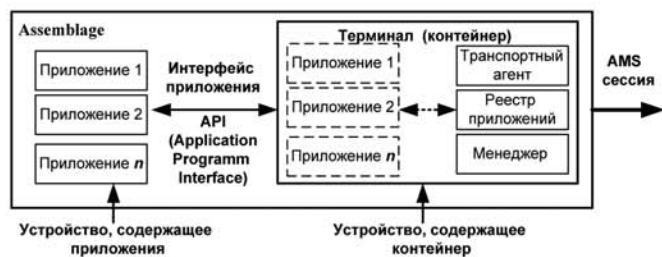 Assemblage
Приложение 1
Приложение 2
Приложение n
Интерфейс
приложения
API
(Application
Programm
Interface)
Терминал (контейнер)
Приложение 1
Приложение 2
Приложение n
Транспортный
агент
Реестр
приложений
Менеджер
AMS
сессия
Устройство, содержащее
приложения
Устройство, содержащее
контейнер